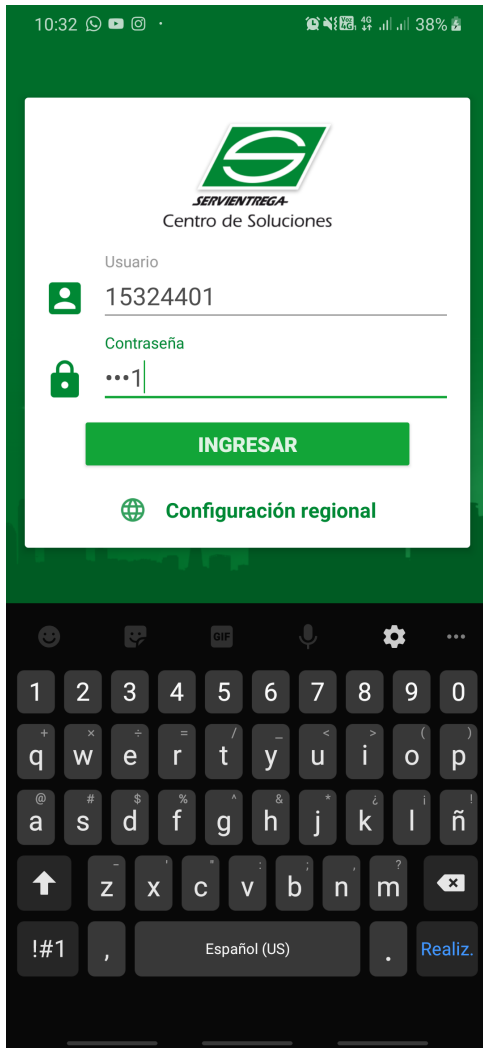 10:32 38%
SERVIENTREGA
Centro de Soluciones
Usuario
15324401
Contraseña
•••1
INGRESAR
Configuración regional
GIF
1 2 3 4 5 6 7 8 9 0
+ × ÷ = / _ < > ( )
q w e r t y u i o p
@ # $ % ^ & * ¿ ¡ !
a s d f g h j k l ñ
- ' " : ; , ?
z x c v b n m
!#1 , Español (US) . Realiz.